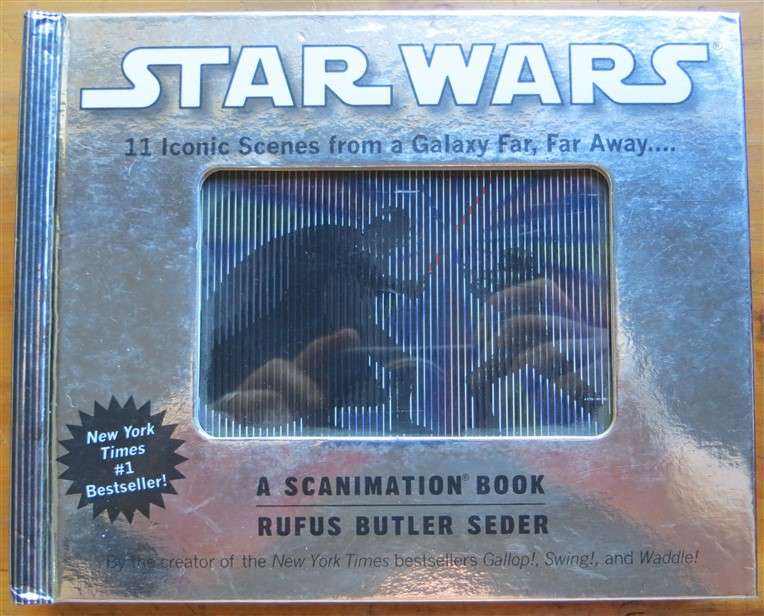 STAR WARS®
11 Iconic Scenes from a Galaxy Far, Far Away....
New York
Times
#1
Bestseller!
A SCANIMATION® BOOK
RUFUS BUTLER SEDER
By the creator of the New York Times bestsellers Gallop!, Swing!, and Waddle!